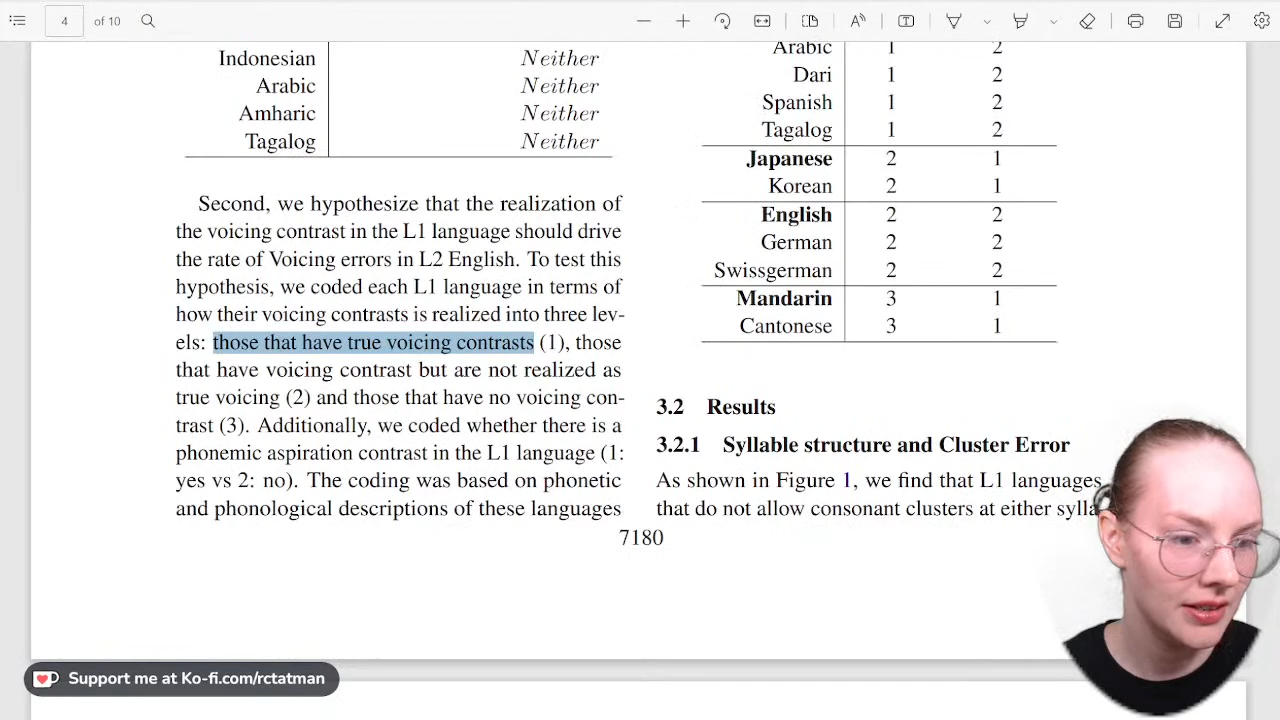 4 of 10
Indonesian Neither
Arabic Neither
Amharic Neither
Tagalog Neither
Second, we hypothesize that the realization of
the voicing contrast in the L1 language should drive
the rate of Voicing errors in L2 English. To test this
hypothesis, we coded each L1 language in terms of
how their voicing contrasts is realized into three lev-
els: those that have true voicing contrasts (1), those
that have voicing contrast but are not realized as
true voicing (2) and those that have no voicing con-
trast (3). Additionally, we coded whether there is a
phonemic aspiration contrast in the L1 language (1:
yes vs 2: no). The coding was based on phonetic
and phonological descriptions of these languages
Arabic 1 2
Dari 1 2
Spanish 1 2
Tagalog 1 2
Japanese 2 1
Korean 2 1
English 2 2
German 2 2
Swissgerman 2 2
Mandarin 3 1
Cantonese 3 1
3.2 Results
3.2.1 Syllable structure and Cluster Error
As shown in Figure 1, we find that L1 languages
that do not allow consonant clusters at either sylla
7180
Support me at Ko-fi.com/rctatman